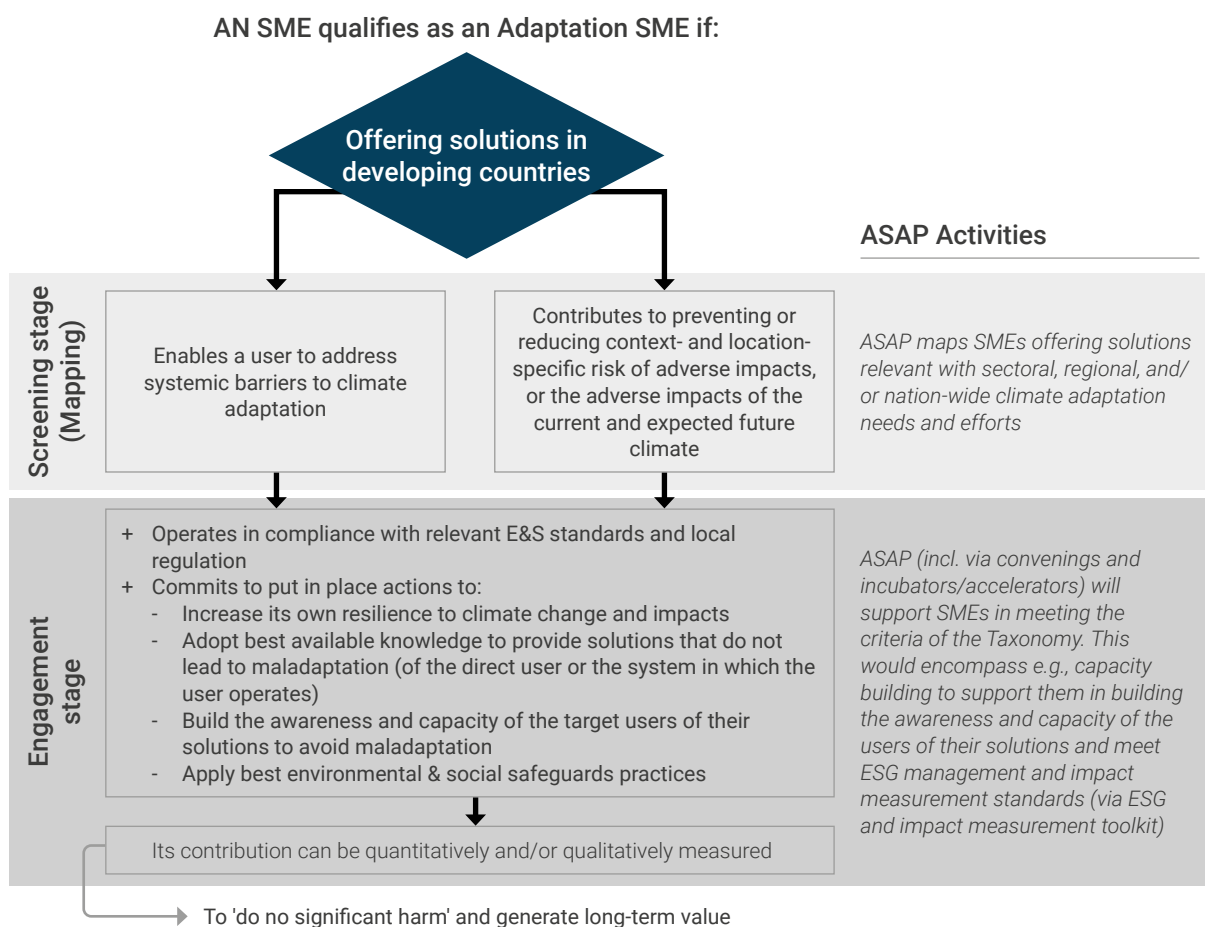 AN SME qualifies as an Adaptation SME if:
Offering solutions in
developing countries
ASAP Activities
Screening stage
(Mapping)
Enables a user to address
systemic barriers to climate
adaptation
Contributes to preventing or
reducing context- and location-
specific risk of adverse impacts,
or the adverse impacts of the
current and expected future
climate
ASAP maps SMEs offering solutions
relevant with sectoral, regional, and/
or nation-wide climate adaptation
needs and efforts
Engagement
stage
+ Operates in compliance with relevant E&S standards and local
regulation
+ Commits to put in place actions to:
- Increase its own resilience to climate change and impacts
- Adopt best available knowledge to provide solutions that do not
lead to maladaptation (of the direct user or the system in which the
user operates)
- Build the awareness and capacity of the target users of their
solutions to avoid maladaptation
- Apply best environmental & social safeguards practices
ASAP (incl. via convenings and
incubators/accelerators) will
support SMEs in meeting the
criteria of the Taxonomy. This
would encompass e.g., capacity
building to support them in building
the awareness and capacity of the
users of their solutions and meet
ESG management and impact
measurement standards (via ESG
and impact measurement toolkit)
Its contribution can be quantitatively and/or qualitatively measured
To 'do no significant harm' and generate long-term value